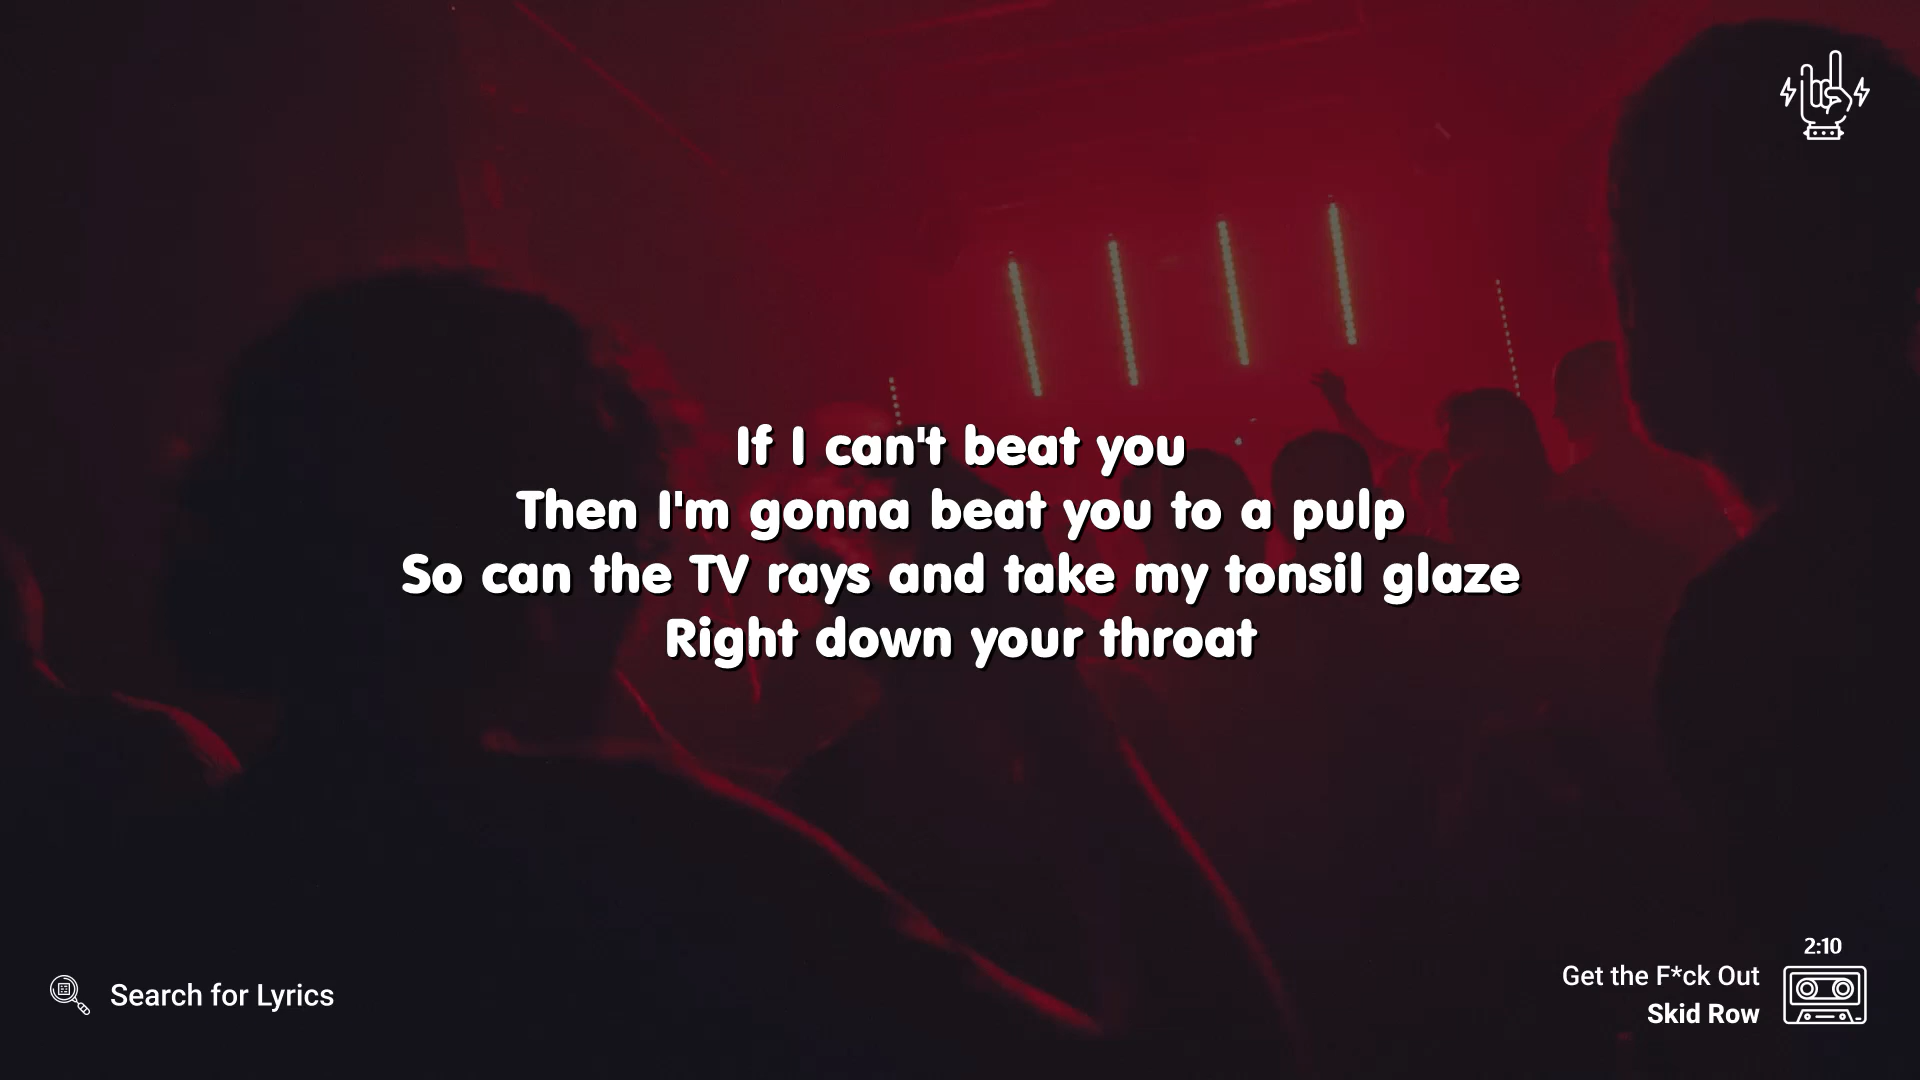 If I can't beat you
Then I'm gonna beat you to a pulp
So can the TV rays and take my tonsil glaze
Right down your throat
2:10
Search for Lyrics
Get the F*ck Out
Skid Row